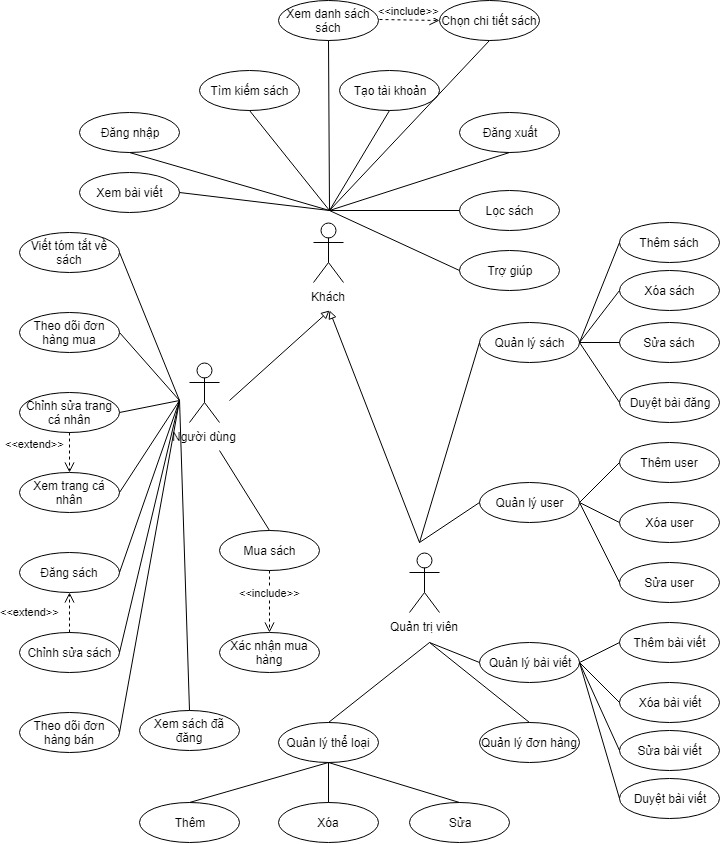 Xem danh sách
sách
<<include>>
Chọn chi tiết sách
Tìm kiếm sách
Tạo tài khoản
Đăng nhập
Đăng xuất
Xem bài viết
Lọc sách
Trợ giúp
Khách
Viết tóm tắt về
sách
Theo dõi đơn
hàng mua
Chỉnh sửa trang
cá nhân
<<extend>>
Xem trang cá
nhân
Người dùng
Đăng sách
<<extend>>
Chỉnh sửa sách
Theo dõi đơn
hàng bán
Xem sách đã
đăng
Mua sách
<<include>>
Xác nhận mua
hàng
Quản lý sách
Thêm sách
Xóa sách
Sửa sách
Duyệt bài đăng
Quản lý user
Thêm user
Xóa user
Sửa user
Quản trị viên
Quản lý bài viết
Thêm bài viết
Xóa bài viết
Sửa bài viết
Duyệt bài viết
Quản lý thể loại
Quản lý đơn hàng
Thêm
Xóa
Sửa